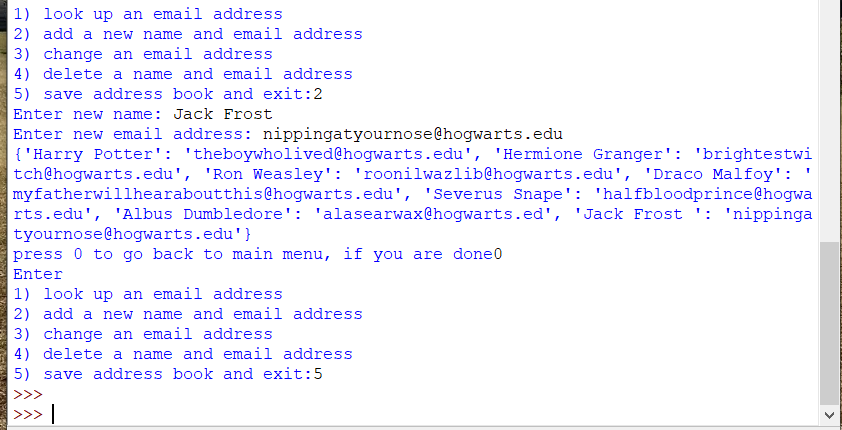 1) look up an email address
2) add a new name and email address
3) change an email address
4) delete a name and email address
5) save address book and exit:2
Enter new name: Jack Frost
Enter new email address: nippingatyournose@hogwarts.edu
{'Harry Potter': 'theboywholived@hogwarts.edu', 'Hermione Granger': 'brightestwi
tch@hogwarts.edu', 'Ron Weasley': 'roonilwazlib@hogwarts.edu', 'Draco Malfoy': '
myfatherwillhearaboutthis@hogwarts.edu', 'Severus Snape': 'halfbloodprince@hogwa
rts.edu', 'Albus Dumbledore': 'alasearwax@hogwarts.ed', 'Jack Frost ': 'nippinga
tyournose@hogwarts.edu'}
press 0 to go back to main menu, if you are done0
Enter
1) look up an email address
2) add a new name and email address
3) change an email address
4) delete a name and email address
5) save address book and exit:5
>>>
>>>